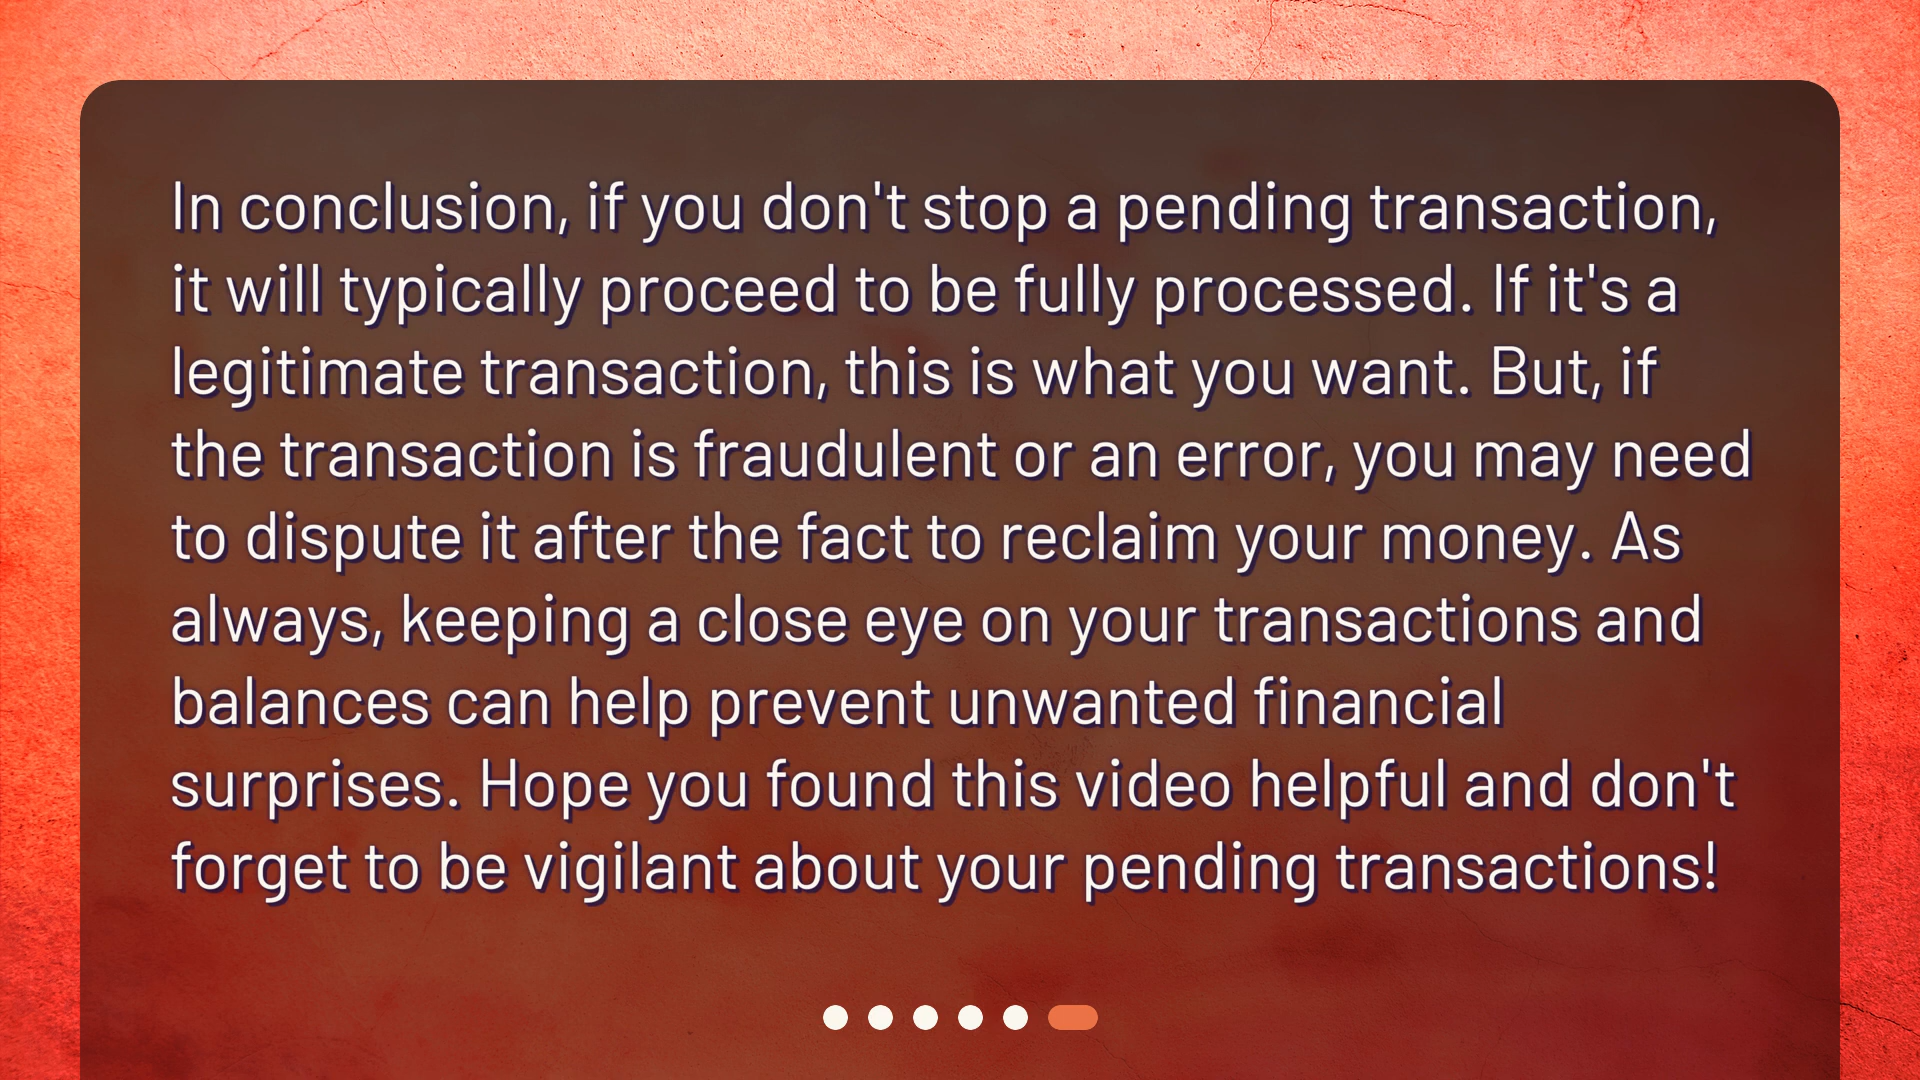 In conclusion, if you don't stop a pending transaction,
it will typically proceed to be fully processed. If it's a
legitimate transaction, this is what you want. But, if
the transaction is fraudulent or an error, you may need
to dispute it after the fact to reclaim your money. As
always, keeping a close eye on your transactions and
balances can help prevent unwanted financial
surprises. Hope you found this video helpful and don't
forget to be vigilant about your pending transactions!